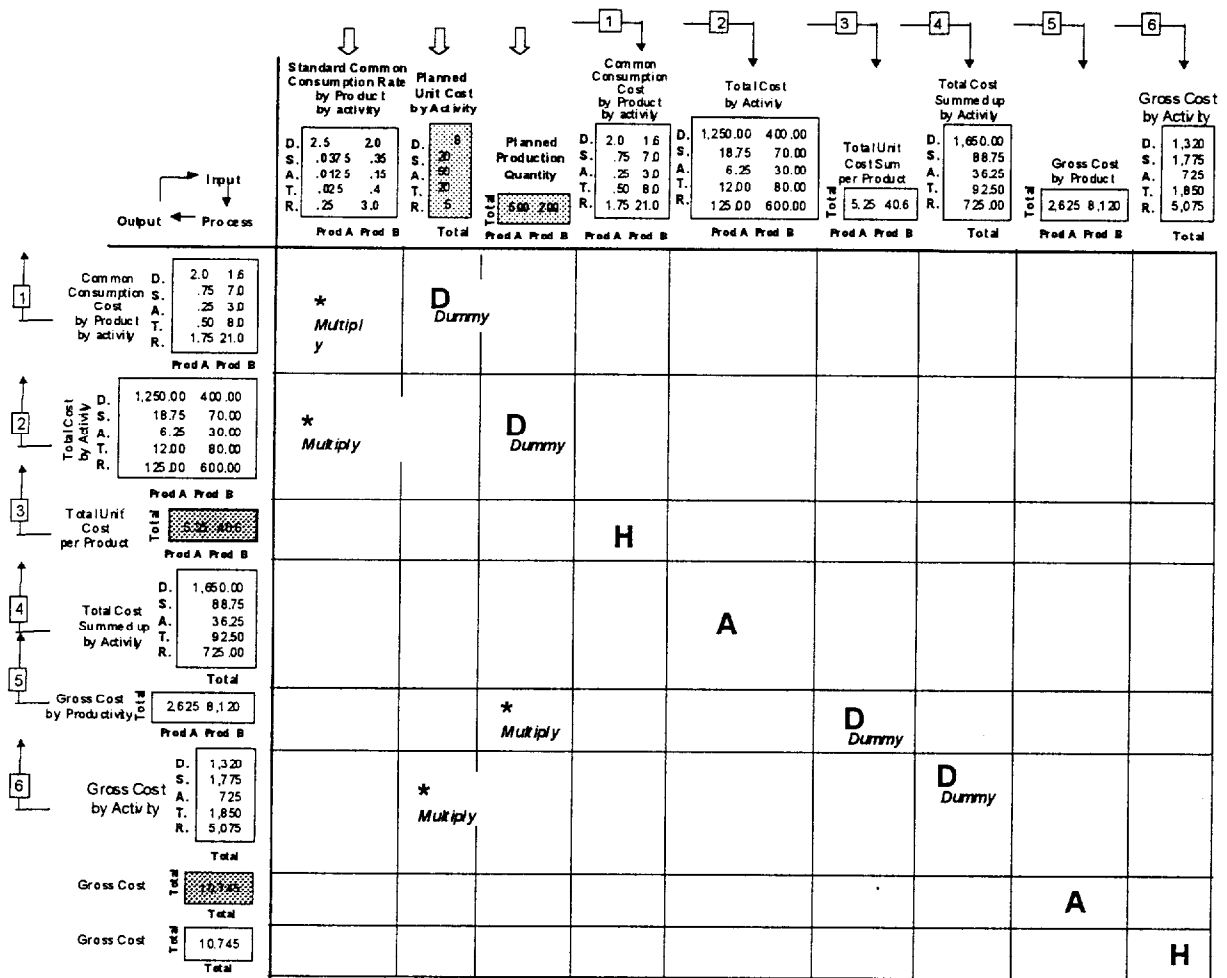 1 2 3 4 5 6
Standard Common
Consumption Rate
by Product
by activity
D. 2.5 2.0
S. .0375 .35
A. .0125 .15
T. .025 .4
R. .25 3.0
Prod A Prod B
Planned
Unit Cost
by Activity
D. 8
S. 20
A.
T. 20
R. 5
Total
Planned
Production
Quantity
Total 500 200
Prod A Prod B
Common
Consumption
Cost
by Product
by activity
D. 2.0 1.6
S. .75 7.0
A. .25 3.0
T. .50 8.0
R. 1.75 21.0
Prod A Prod B
Total Cost
by Activity
D. 1,250.00 400.00
S. 18.75 70.00
A. 6.25 30.00
T. 12.00 80.00
R. 125.00 600.00
Prod A Prod B
Total Unit
Cost Sum
per Product
Total 5.25 40.6
Prod A Prod B
Total Cost
Summed up
by Activity
D. 1,650.00
S. 88.75
A. 36.25
T. 92.50
R. 725.00
Total
Gross Cost
by Product
Total 2,625 8,120
Prod A Prod B
Gross Cost
by Activity
D. 1,320
S. 1,775
A. 725
T. 1,850
R. 5,075
Total
Input
Output Process
1
Common
Consumption
Cost
by Product
by activity
D. 2.0 1.6
S. .75 7.0
A. .25 3.0
T. .50 8.0
R. 1.75 21.0
Prod A Prod B
*
Multipl
y
D
Dummy
2
Total Cost
by Activity
D. 1,250.00 400.00
S. 18.75 70.00
A. 6.25 30.00
T. 12.00 80.00
R. 125.00 600.00
Prod A Prod B
*
Multiply
D
Dummy
3
Total Unit
Cost
per Product
Total 5.25 40.6
Prod A Prod B
H
4
Total Cost
Summed up
by Activity
D. 1,650.00
S. 88.75
A. 36.25
T. 92.50
R. 725.00
Total
A
5
Gross Cost
by Productivity
Total 2,625 8,120
Prod A Prod B
*
Multiply
D
Dummy
6
Gross Cost
by Activity
D. 1,320
S. 1,775
A. 725
T. 1,850
R. 5,075
Total
*
Multiply
D
Dummy
Gross Cost
Total 10,745
Total
A
Gross Cost
Total 10,745
Total
H